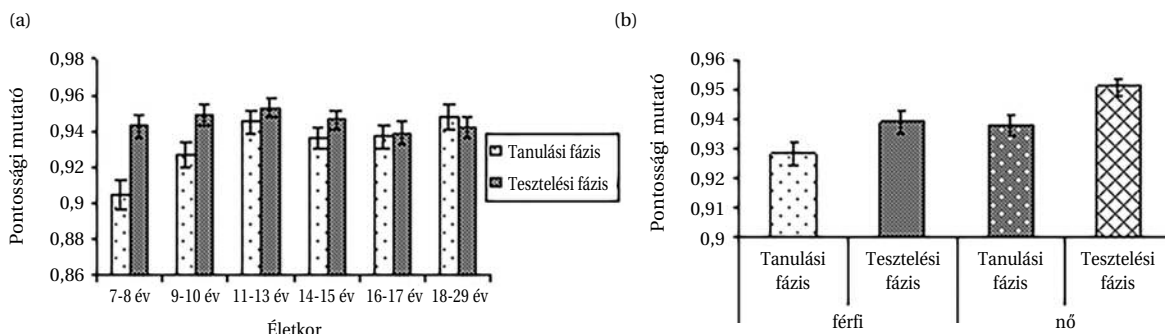 (a)
Pontossági mutató
0,98
0,96
0,94
0,92
0,9
0,88
0,86
7-8 év 9-10 év 11-13 év 14-15 év 16-17 év 18-29 év
Életkor
Tanulási fázis
Tesztelési fázis
(b)
Pontossági mutató
0,96
0,95
0,94
0,93
0,92
0,91
0,9
Tanulási Tesztelési Tanulási Tesztelési
fázis fázis fázis fázis
férfi nő